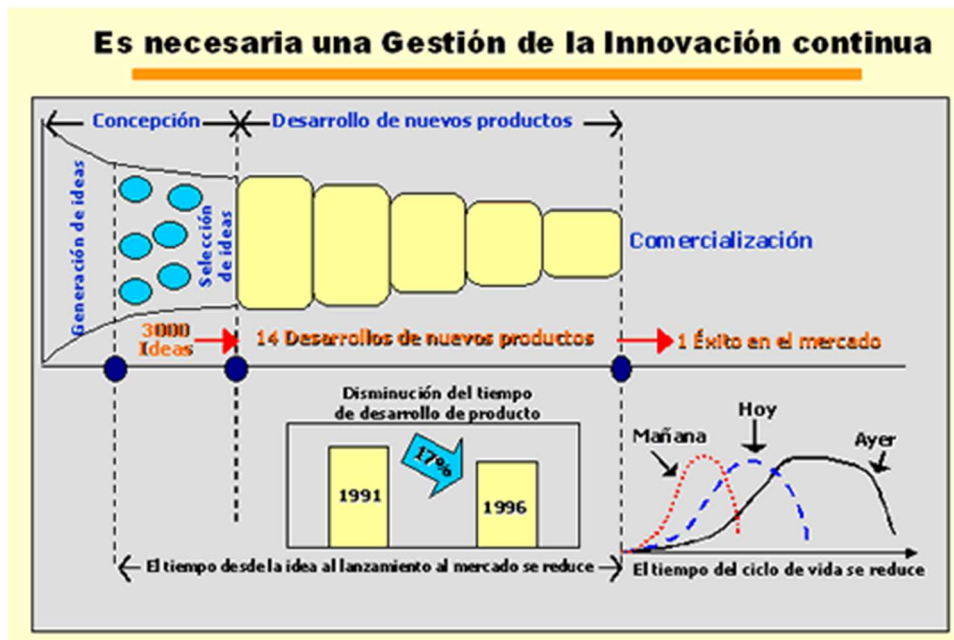 Es necesaria una Gestión de la Innovación continua
Concepción
Desarrollo de nuevos productos
Generación de ideas
Selección
de ideas
Comercialización
3000
Ideas
14 Desarrollos de nuevos productos
1 Éxito en el mercado
Disminución del tiempo
de desarrollo de producto
17%
1991
1996
Mañana
Hoy
Ayer
El tiempo desde la idea al lanzamiento al mercado se reduce
El tiempo del ciclo de vida se reduce